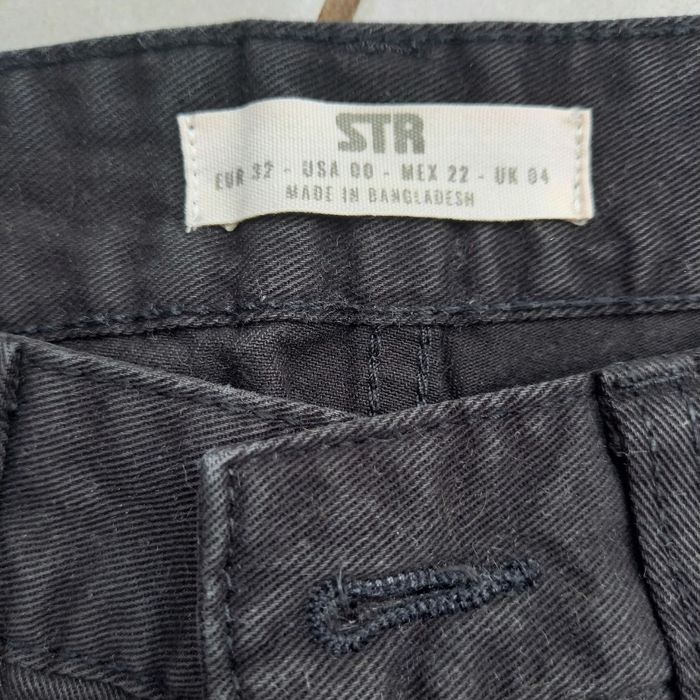 STR
EUR 32 - USA 00 - MEX 22 - UK 04
MADE IN BANGLADESH